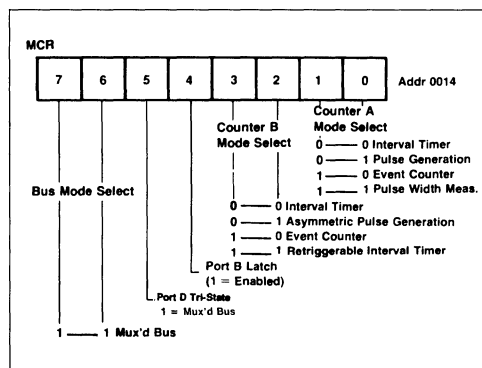 MCR
7 6 5 4 3 2 1 0 Addr 0014
Counter A
Mode Select
Counter B
Mode Select
0 — 0 Interval Timer
0 — 1 Pulse Generation
1 — 0 Event Counter
1 — 1 Pulse Width Meas.
Bus Mode Select
0 — 0 Interval Timer
0 — 1 Asymmetric Pulse Generation
1 — 0 Event Counter
1 — 1 Retriggerable Interval Timer
Port B Latch
(1 = Enabled)
Port D Tri-State
1 = Mux'd Bus
1 — 1 Mux'd Bus